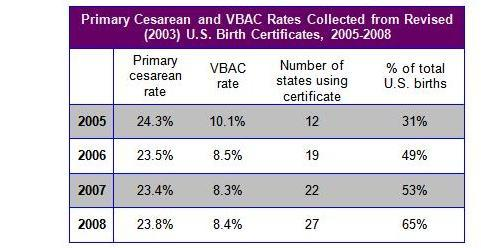 Primary Cesarean and VBAC Rates Collected from Revised
(2003) U.S. Birth Certificates, 2005-2008
Primary cesarean rate VBAC rate Number of states using certificate % of total U.S. births
2005 24.3% 10.1% 12 31%
2006 23.5% 8.5% 19 49%
2007 23.4% 8.3% 22 53%
2008 23.8% 8.4% 27 65%